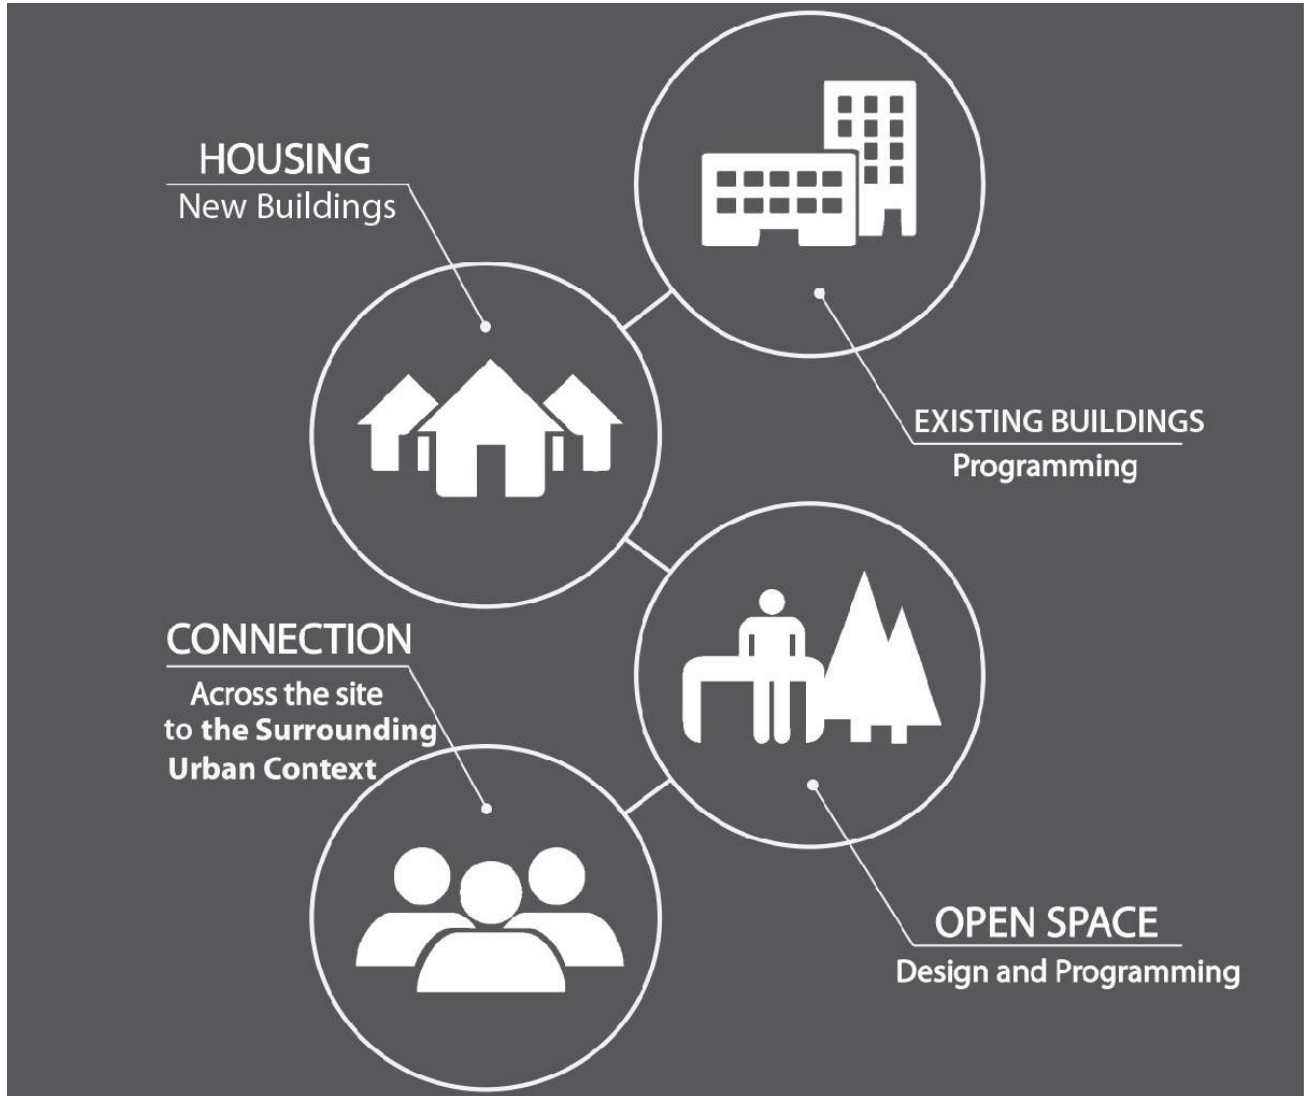 HOUSING
New Buildings
EXISTING BUILDINGS
Programming
CONNECTION
Across the site
to the Surrounding
Urban Context
OPEN SPACE
Design and Programming